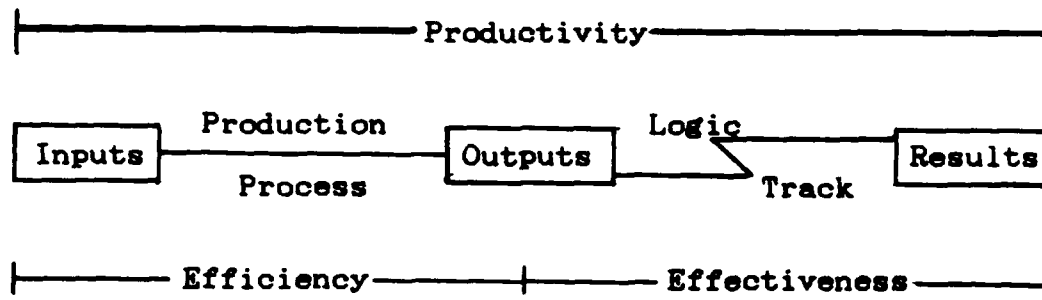 Productivity
Production Logic
Inputs Outputs Results
Process Track
Efficiency Effectiveness